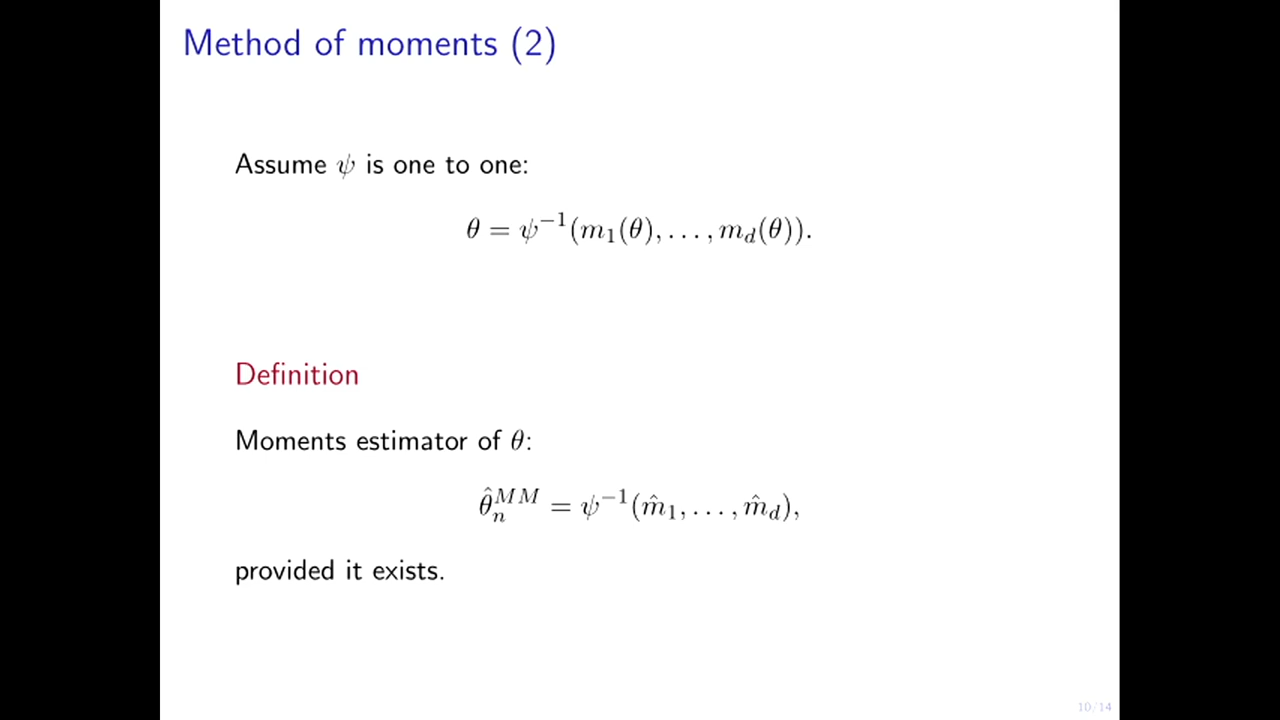 Method of moments (2)
Assume ψ is one to one:
θ = ψ⁻¹(m₁(θ), . . . , m_d(θ)).
Definition
Moments estimator of θ:
θ̂ₙᴹᴹ = ψ⁻¹(m̂₁, . . . , m̂_d),
provided it exists.
10/14